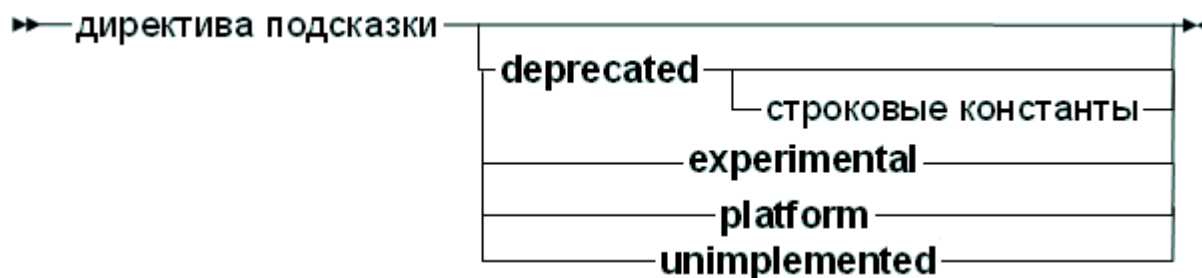 директива подсказки
deprecated
строковые константы
experimental
platform
unimplemented